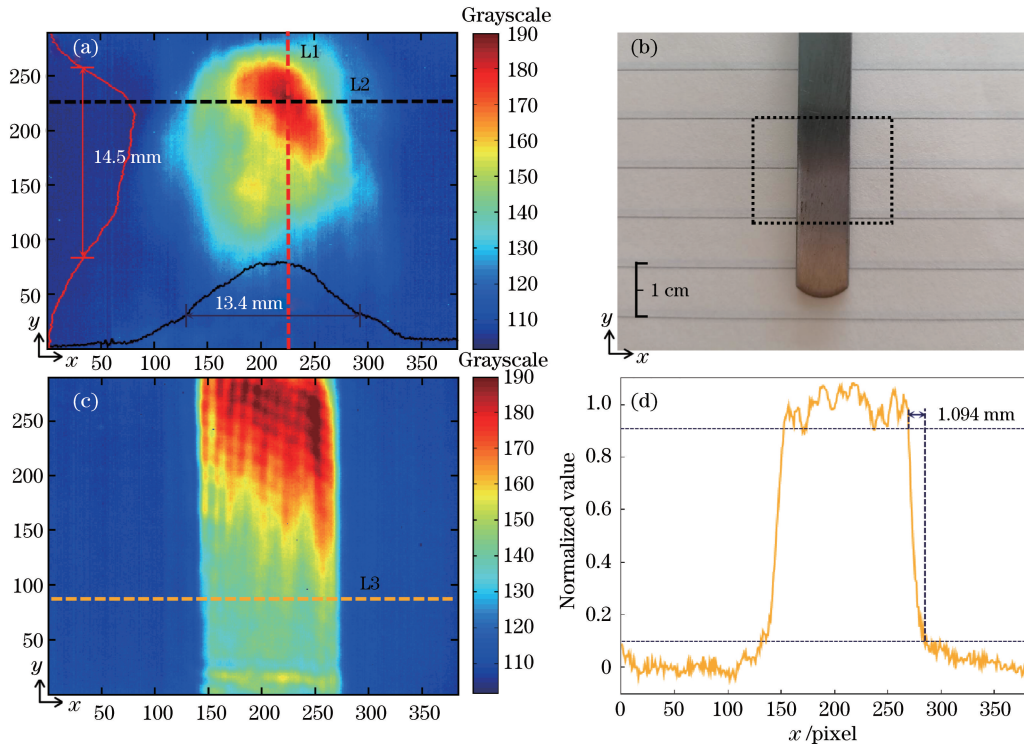 Grayscale
(a)
L1
L2
14.5 mm
13.4 mm
250
200
150
100
50
y
x
50 100 150 200 250 300 350
190
180
170
160
150
140
130
120
110
(b)
1 cm
y
x
Grayscale
(c)
L3
250
200
150
100
50
y
x
50 100 150 200 250 300 350
190
180
170
160
150
140
130
120
110
(d)
1.094 mm
Normalized value
1.0
0.8
0.6
0.4
0.2
0
0 50 100 150 200 250 300 350
x /pixel